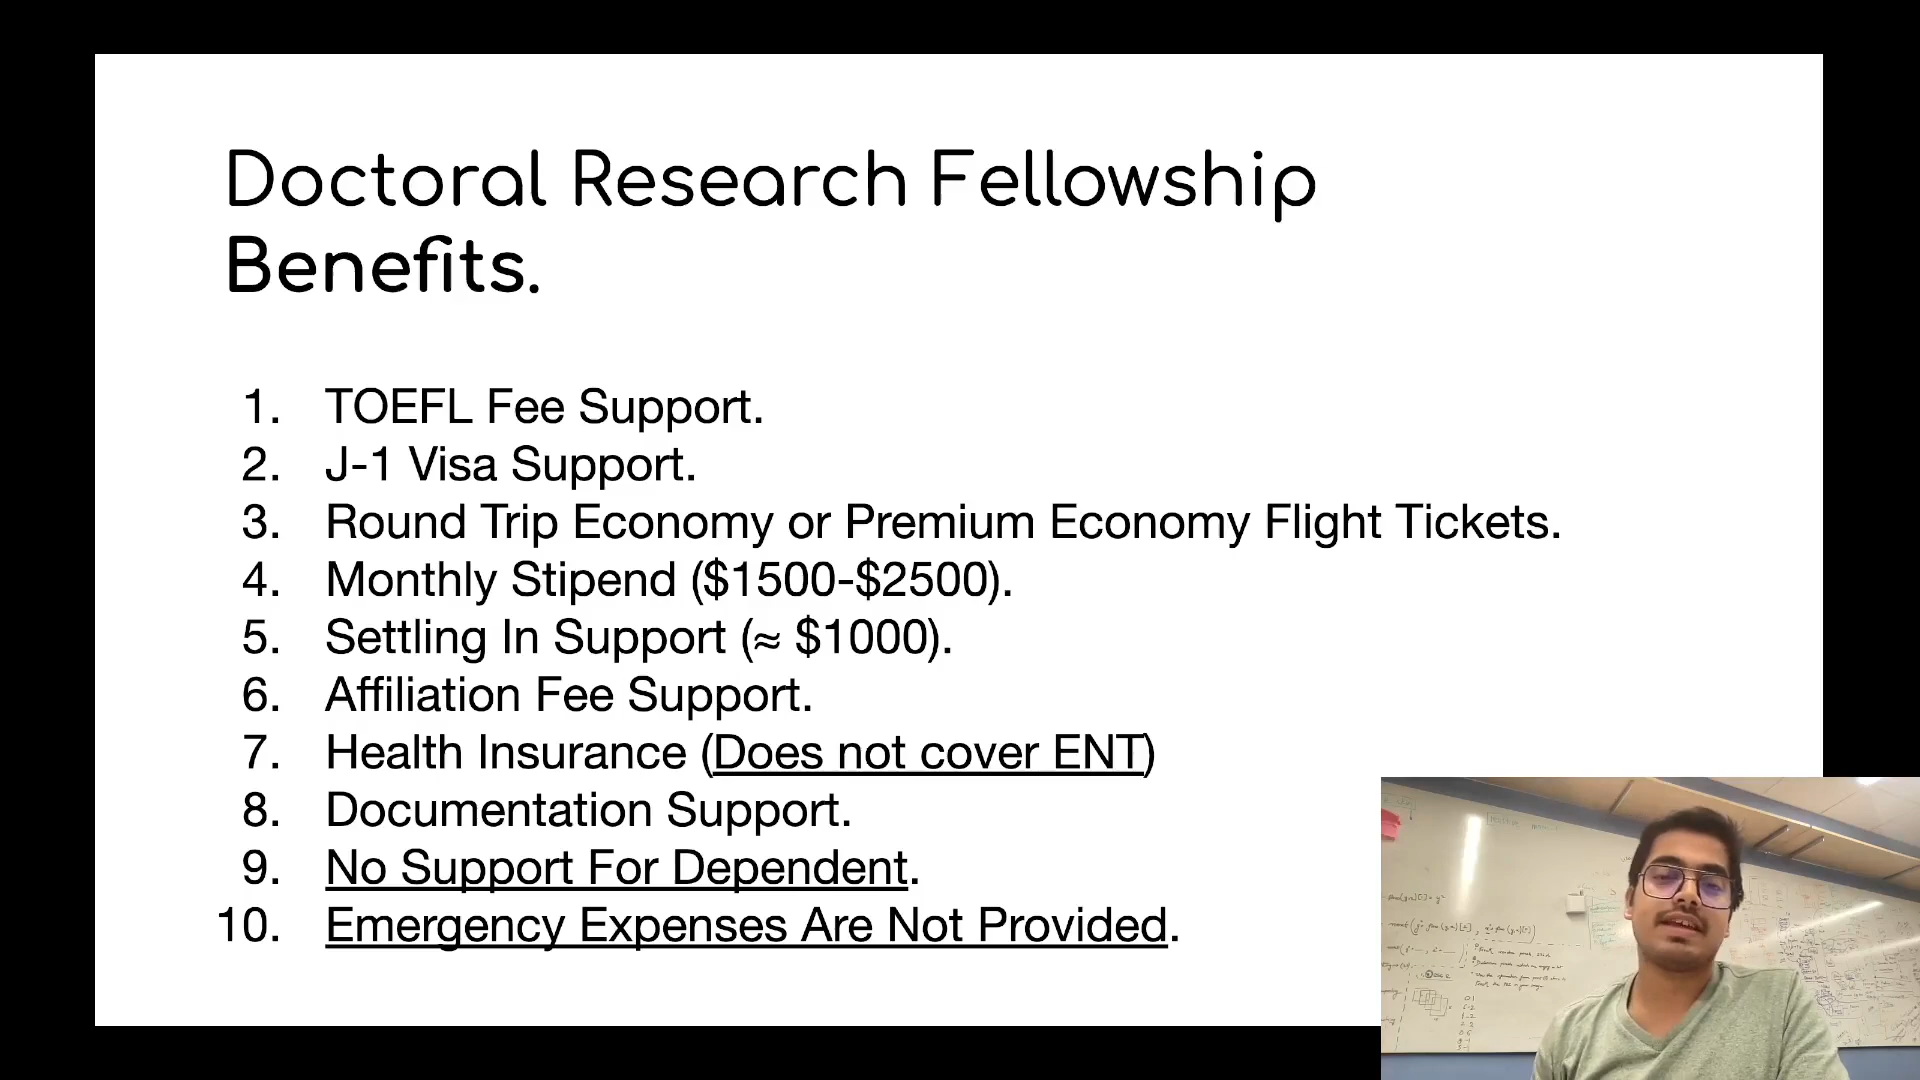 Doctoral Research Fellowship
Benefits.
1. TOEFL Fee Support.
2. J-1 Visa Support.
3. Round Trip Economy or Premium Economy Flight Tickets.
4. Monthly Stipend ($1500-$2500).
5. Settling In Support (≈ $1000).
6. Affiliation Fee Support.
7. Health Insurance (Does not cover ENT)
8. Documentation Support.
9. No Support For Dependent.
10. Emergency Expenses Are Not Provided.